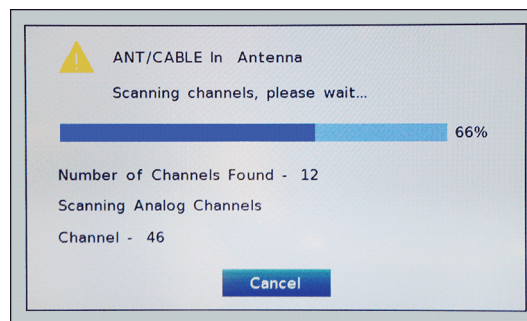 ANT/CABLE In Antenna
Scanning channels, please wait...
66%
Number of Channels Found - 12
Scanning Analog Channels
Channel - 46
Cancel